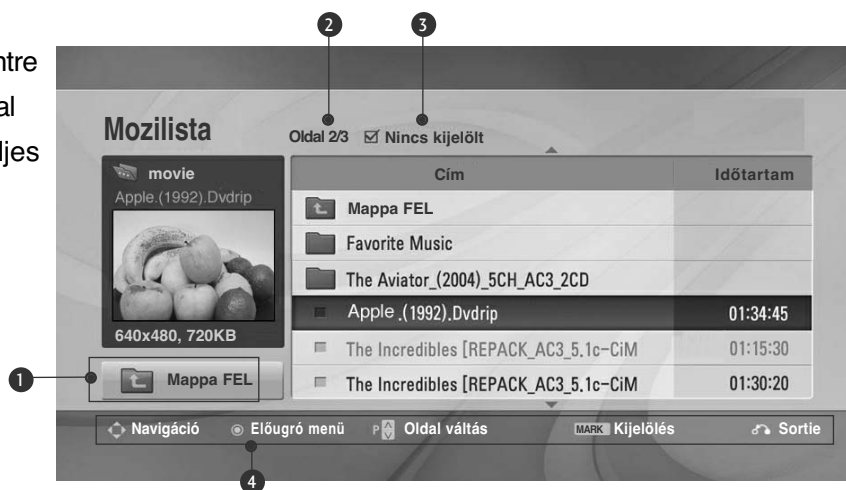 2 3
ntre
al
ljes
Mozilista
Oldal 2/3 Nincs kijelölt
movie
Apple.(1992).Dvdrip
640x480, 720KB
1
Mappa FEL
Cím Időtartam
Mappa FEL
Favorite Music
The Aviator_(2004)_5CH_AC3_2CD
Apple .(1992).Dvdrip 01:34:45
The Incredibles [REPACK_AC3_5.1c-CiM 01:15:30
The Incredibles [REPACK_AC3_5.1c-CiM 01:30:20
Navigáció Előugró menü P Oldal váltás MARK Kijelölés Sortie
4